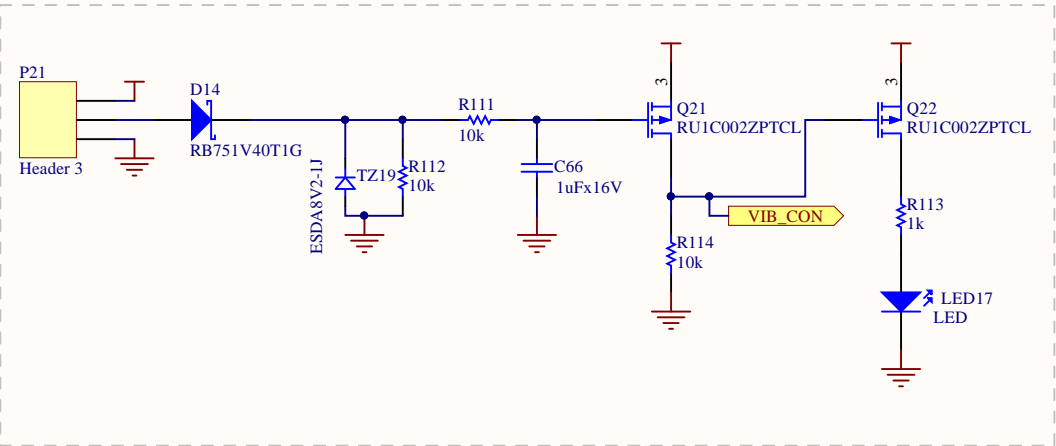 P21
Header 3
D14
RB751V40T1G
ESDA8V2-1J
TZ19
R112
10k
R111
10k
C66
1uFx16V
3
Q21
RU1C002ZPTCL
VIB_CON
R114
10k
3
Q22
RU1C002ZPTCL
R113
1k
LED17
LED